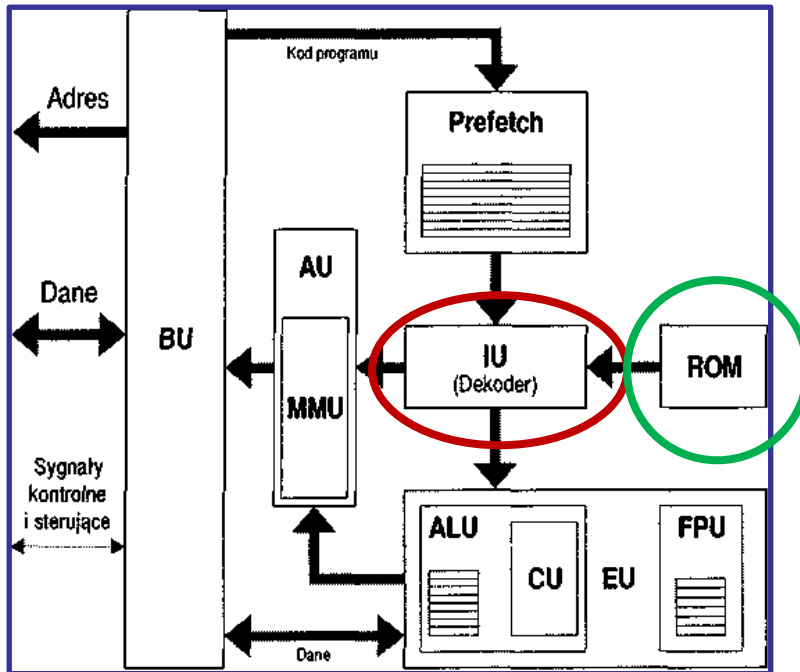 Kod programu
Adres
Prefetch
AU
Dane
BU
IU
(Dekoder)
ROM
MMU
Sygnały
kontrolne
i sterujące
ALU
FPU
CU
EU
Dane